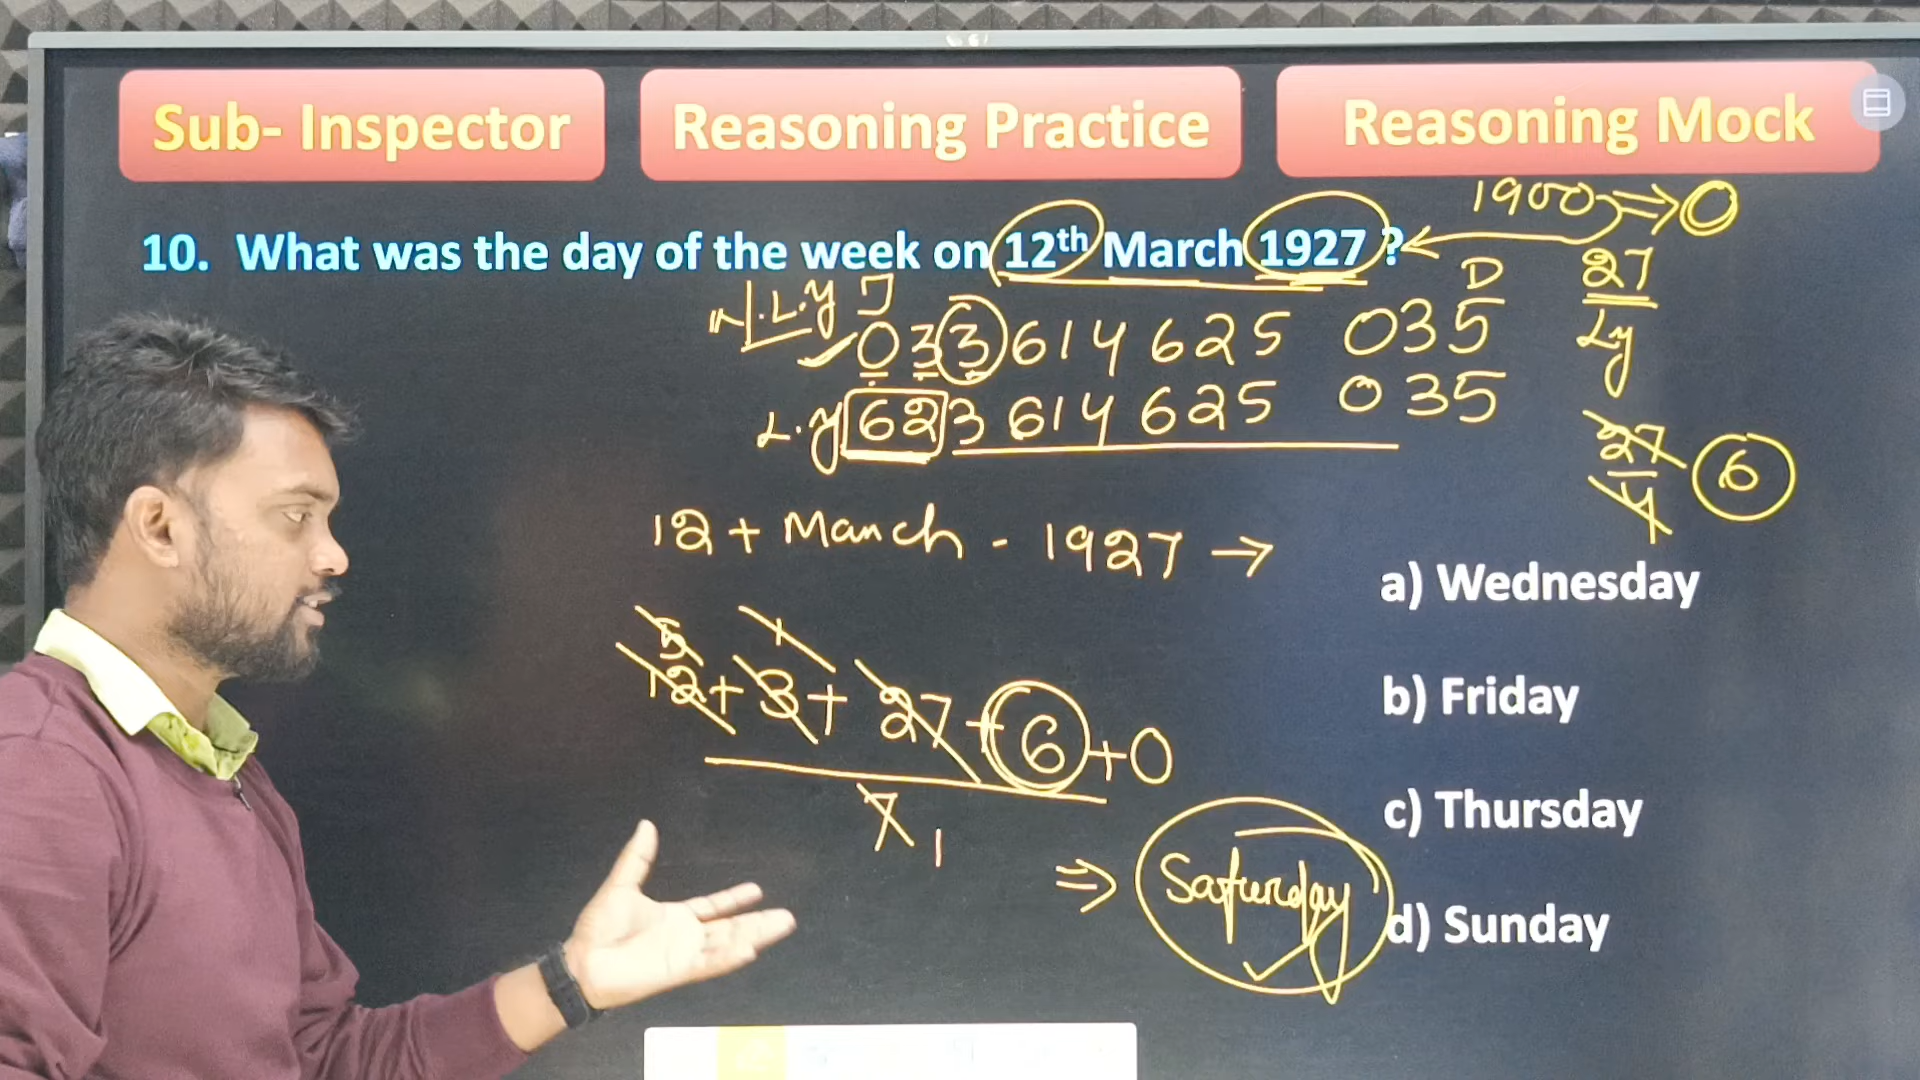 Sub- Inspector
Reasoning Practice
Reasoning Mock
10. What was the day of the week on 12th March 1927 ?
1900 ⇒ 0
27
Ly
N.L.y J D
0 3 3 6 1 4 6 2 5 0 3 5
L.y 6 2 3 6 1 4 6 2 5 0 3 5
27
4
6
12 + March - 1927 →
5 1
12 + 3 + 27 + 6 + 0
7 1
⇒ Saturday
a) Wednesday
b) Friday
c) Thursday
d) Sunday